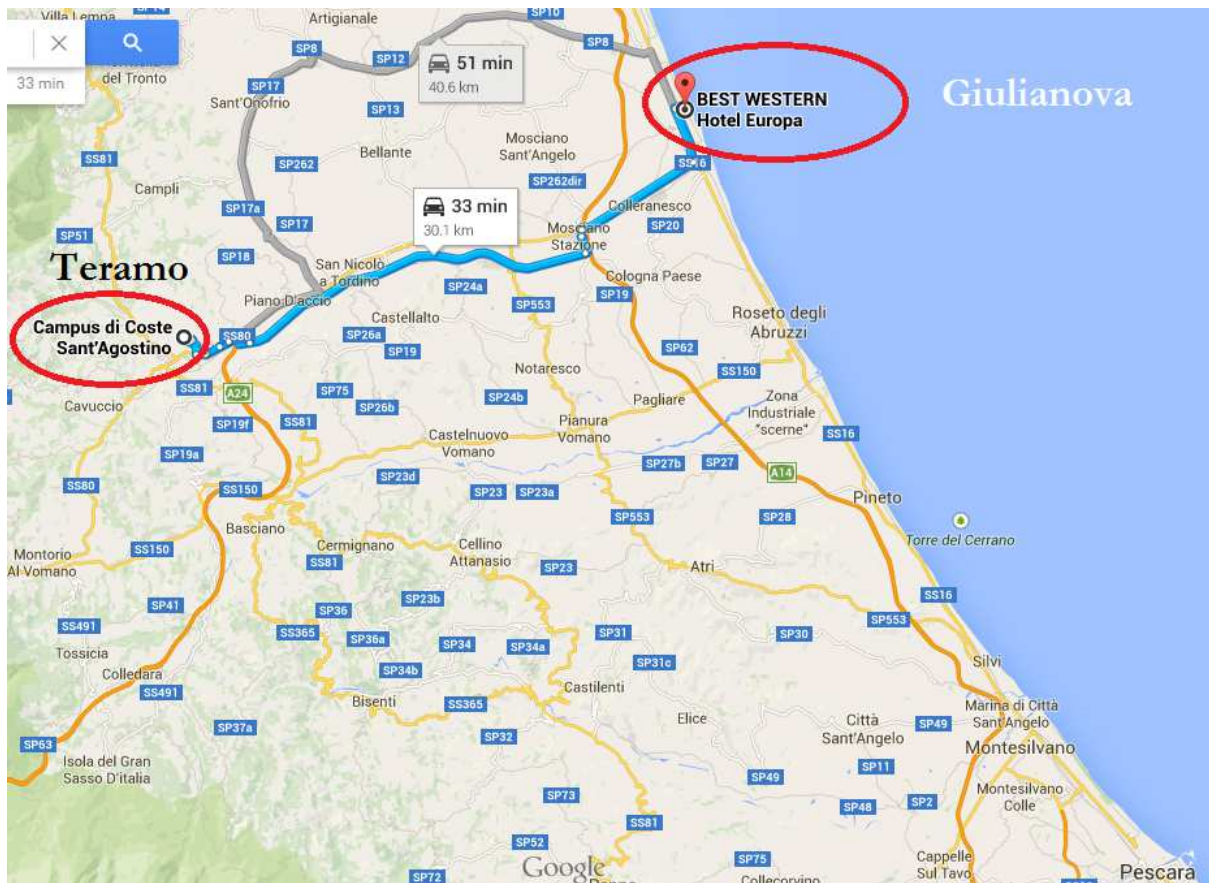 Villa Lempa
SP14
Artigianale
SP10
33 min
del Tronto
SP8
SP12
SP8
51 min
40.6 km
SP17
Sant'Onofrio
SP13
BEST WESTERN
Hotel Europa
Giulianova
Mosciano
Sant'Angelo
Bellante
SS81
SP262
SS16
Campli
SP262dir
SP17a
33 min
30.1 km
Colleranesco
SP17
Mosciano
Stazione
SP20
SP51
Teramo
SP18
San Nicolò
a Tordino
Cologna Paese
Piano D'accio
SP24a
SP553
SP19
Castellalto
Roseto degli
Abruzzi
Campus di Coste
Sant'Agostino
SS80
SP26a
SP19
SP62
Notaresco
SS150
SS81
A24
SP75
Cavuccio
SP26b
SP24b
Pagliare
Zona
Industriale
"scerne"
SP19f
SS81
Pianura
Vomano
SS16
Castelnuovo
Vomano
SP19a
SP27b
SP27
A14
SP23d
SS80
SS150
SP23
SP23a
Pineto
Basciano
SP553
SP28
Torre del Cerrano
Montorio
Al Vomano
SS150
Cermignano
Cellino
Attanasio
SS81
SP23
Atri
SS16
SP41
SP36
SP23b
SS491
SS365
SP36a
SP34
SP34a
SP31
SP30
SP553
Tossicia
SP31c
Silvi
Colledara
SP34b
SS491
Castilenti
Bisenti
SS365
Marina di Città
Sant'Angelo
Elice
Città
Sant'Angelo
SP49
SP37a
SP32
SP63
Montesilvano
Isola del Gran
Sasso D'italia
SP11
SP49
SP73
Montesilvano
Colle
SP48
SP2
SS81
SP52
Google
SP75
Cappelle
Sul Tavo
SP72
Collecorvino
Pescara